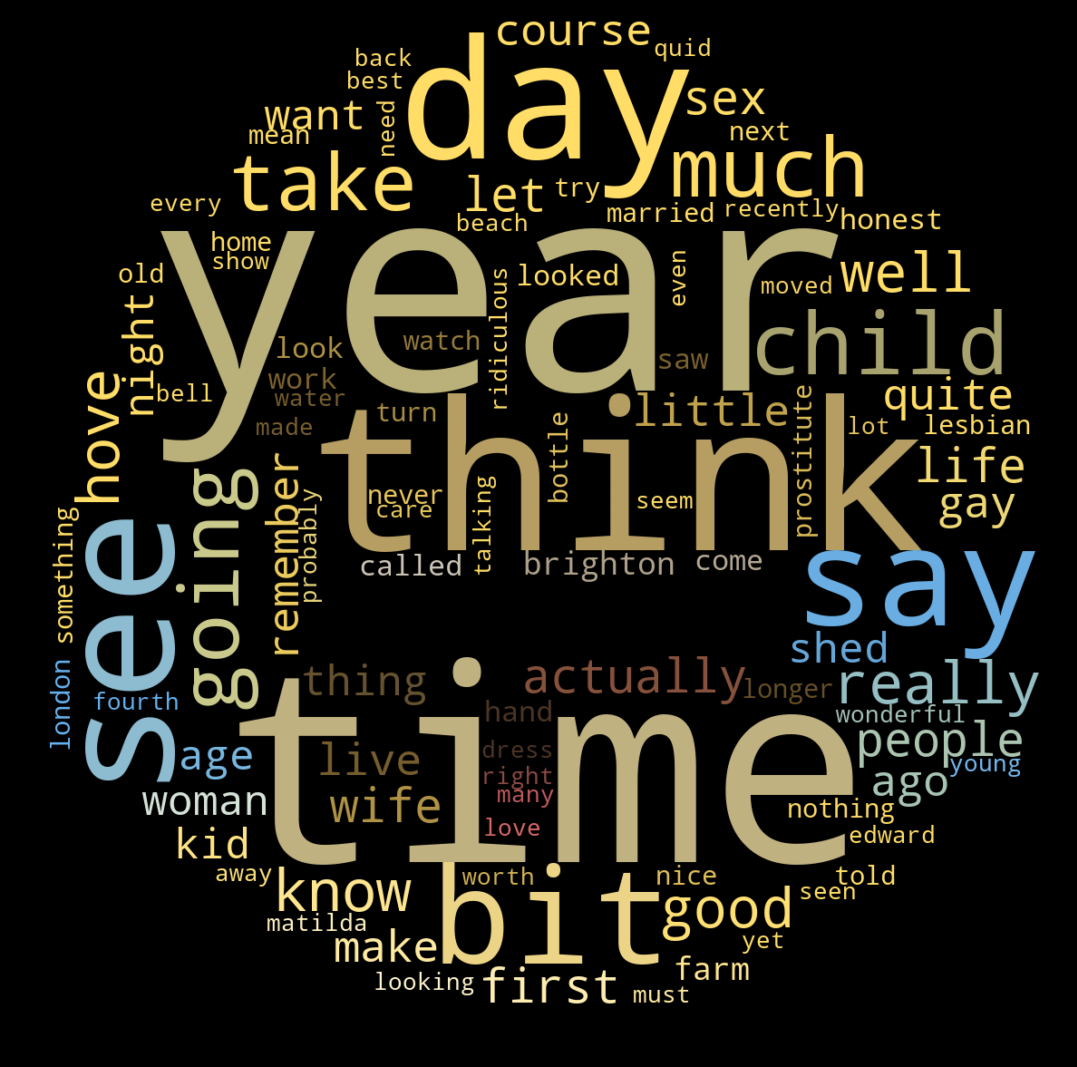 course
quid
back
day
best
sex
want
need
next
mean
much
take
let
try
every
beach
married
recently
honest
year
home
show
old
looked
even
moved
well
night
ridiculous
child
look
watch
saw
bell
work
water
quite
hove
made
turn
little
prostitute
lot
lesbian
think
bottle
life
going
remember
never
care
seem
gay
probably
talking
something
see
called
brighton
come
say
shed
london
thing
actually
longer
really
fourth
hand
wonderful
age
live
dress
people
time
right
ago
young
woman
wife
many
nothing
kid
love
edward
away
know
bit
worth
nice
told
good
seen
matilda
make
yet
farm
looking
first
must